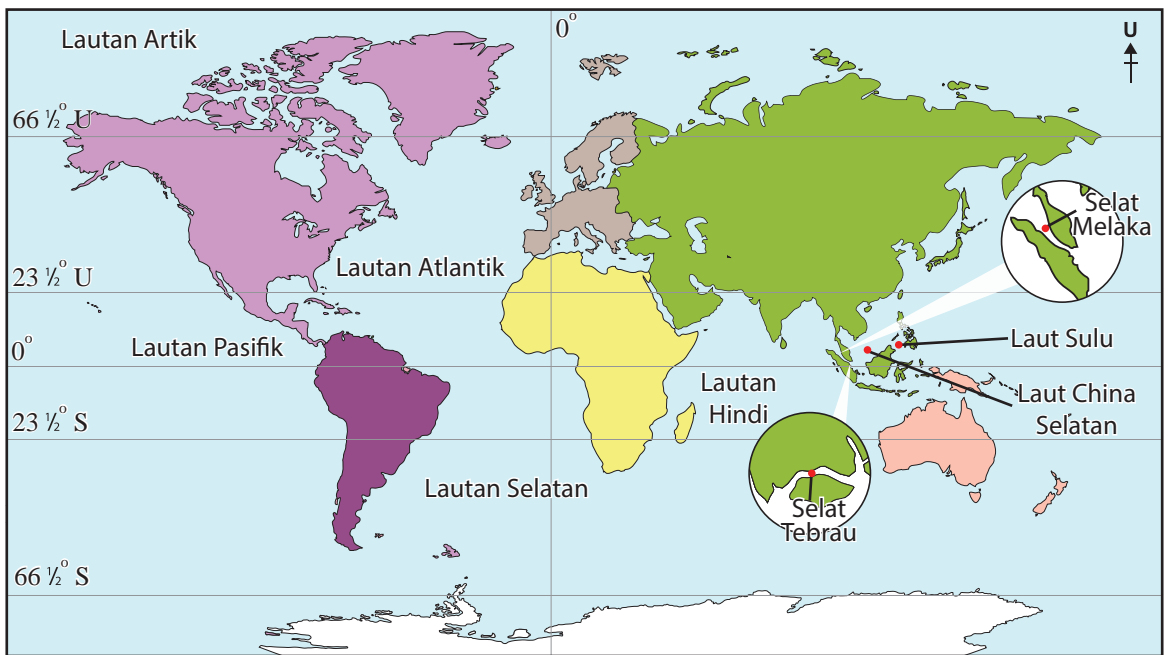 0°
Lautan Artik
U
66 ½° U
Selat
Melaka
Lautan Atlantik
23 ½° U
Laut Sulu
Lautan Pasifik
0°
Lautan
Hindi
Laut China
Selatan
23 ½° S
Lautan Selatan
Selat
Tebrau
66 ½° S